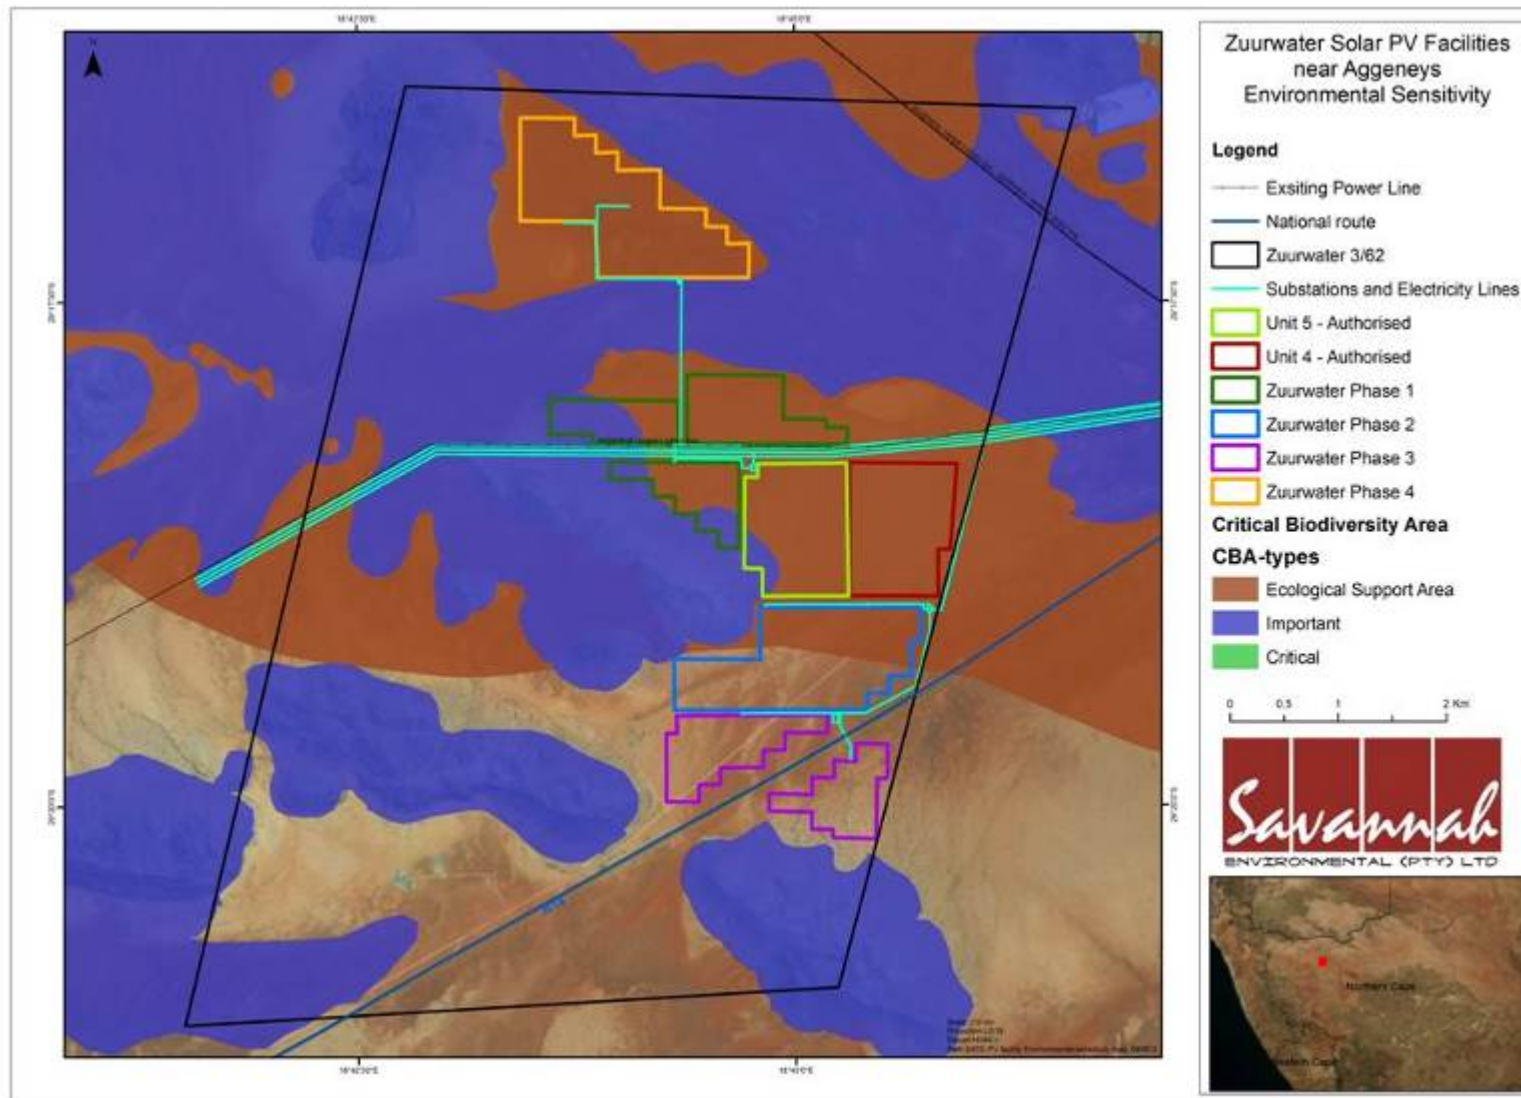 Zuurwater Solar PV Facilities
near Aggeneys
Environmental Sensitivity
Legend
Exsiting Power Line
National route
Zuurwater 3/62
Substations and Electricity Lines
Unit 5 - Authorised
Unit 4 - Authorised
Zuurwater Phase 1
Zuurwater Phase 2
Zuurwater Phase 3
Zuurwater Phase 4
Critical Biodiversity Area
CBA-types
Ecological Support Area
Important
Critical
0 0.5 1 2 Km
Savannah
ENVIRONMENTAL (PTY) LTD
Northern Cape
N